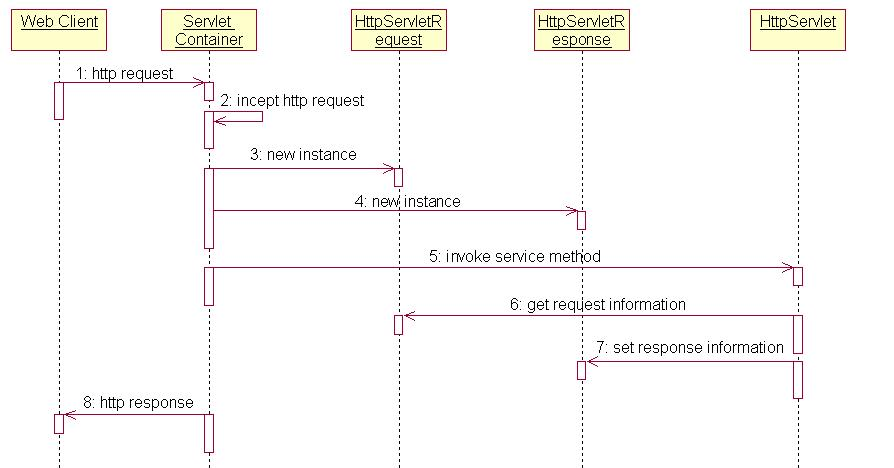 Web Client
Servlet
Container
HttpServletR
equest
HttpServletR
esponse
HttpServlet
1: http request
2: incept http request
3: new instance
4: new instance
5: invoke service method
6: get request information
7: set response information
8: http response